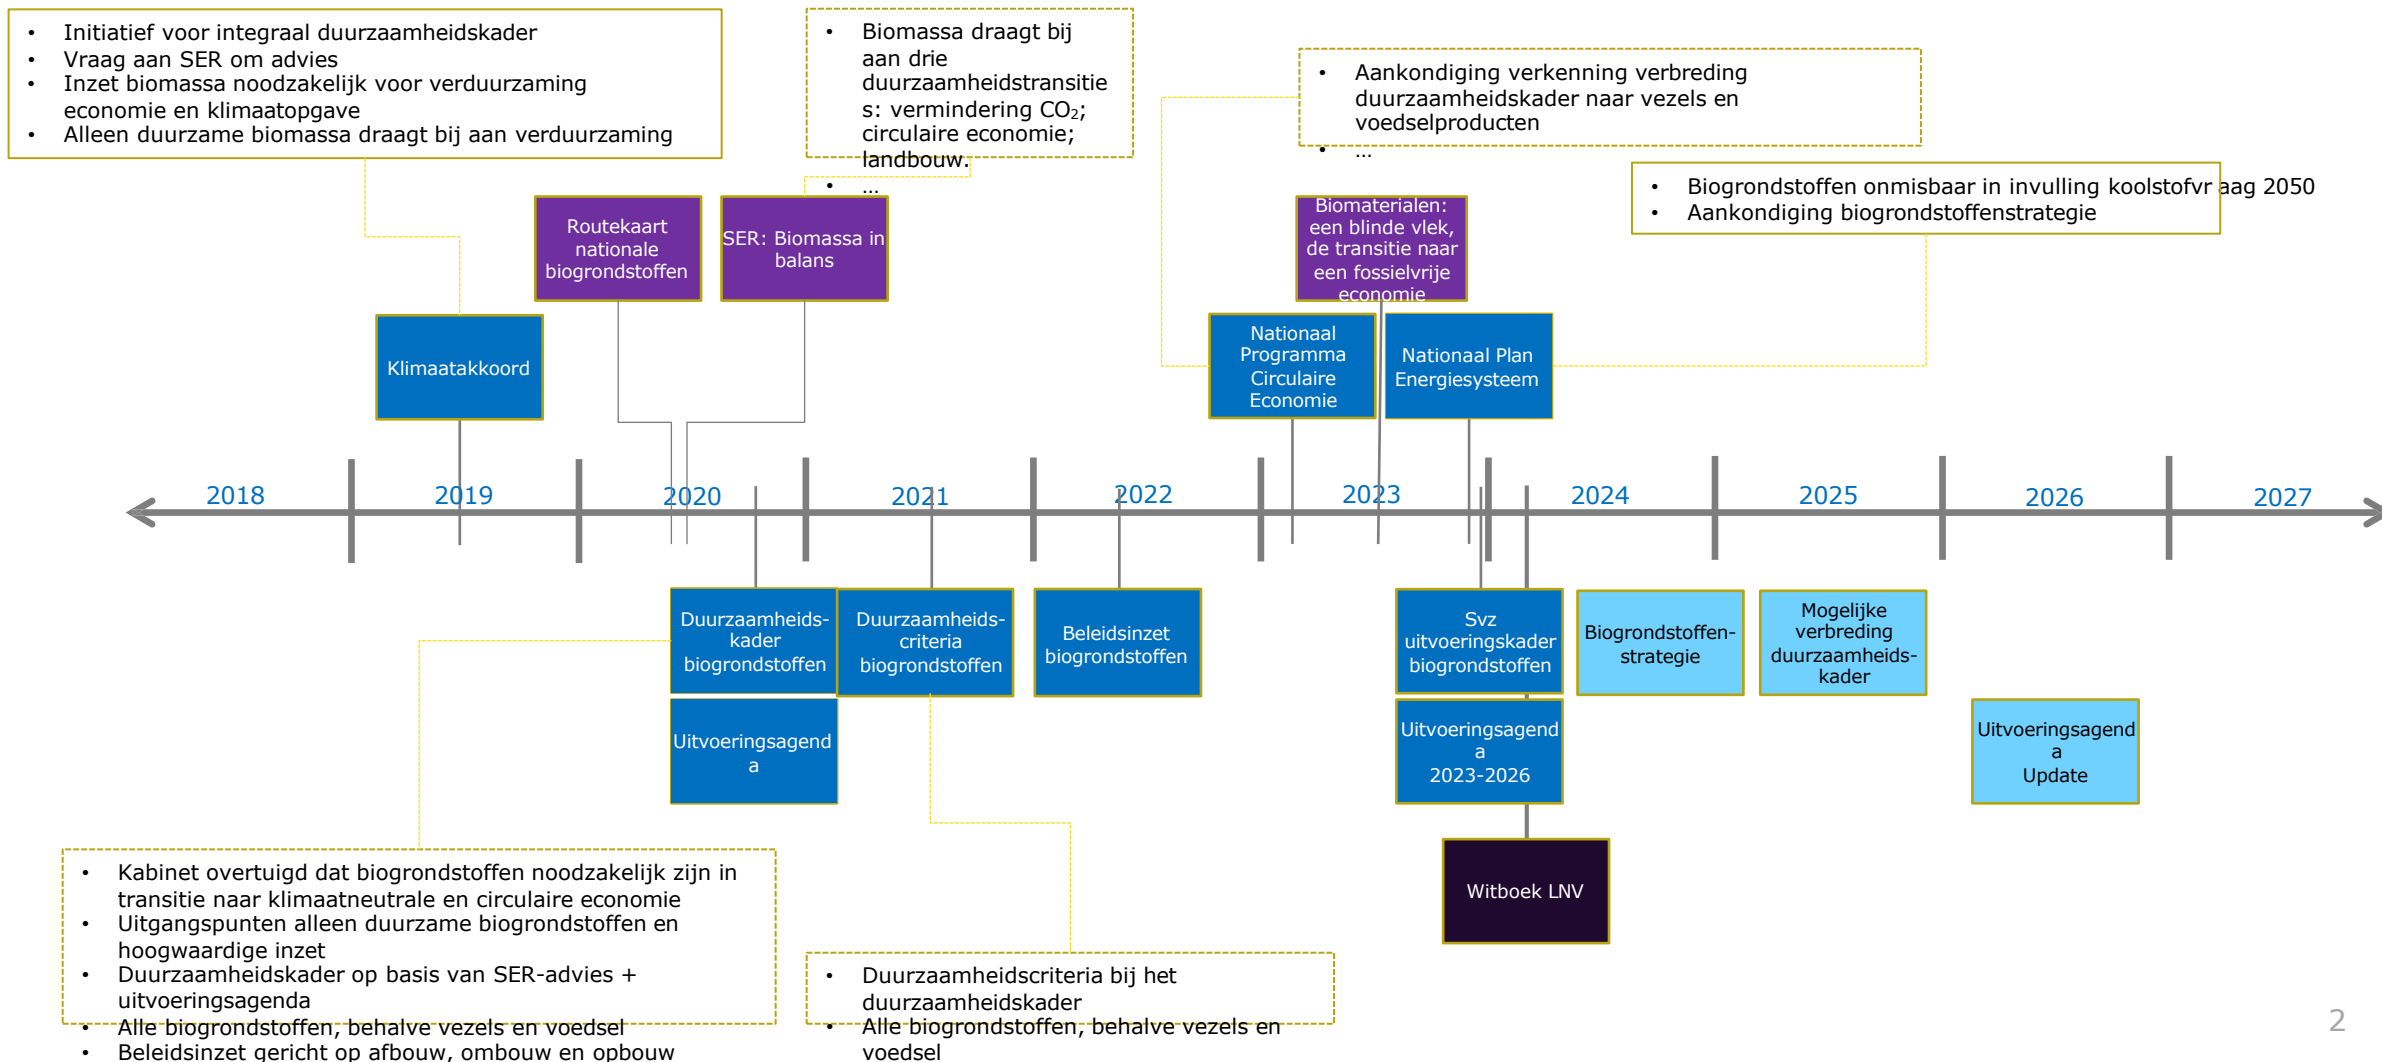 • Initiatief voor integraal duurzaamheidskader
• Vraag aan SER om advies
• Inzet biomassa noodzakelijk voor verduurzaming
economie en klimaatopgave
• Alleen duurzame biomassa draagt bij aan verduurzaming
• Biomassa draagt bij
aan drie
duurzaamheidstransitie
s: vermindering CO₂;
circulaire economie;
landbouw.
• …
• Aankondiging verkenning verbreding
duurzaamheidskader naar vezels en
voedselproducten
• …
• Biogrondstoffen onmisbaar in invulling koolstofvr aag 2050
• Aankondiging biogrondstoffenstrategie
Routekaart
nationale
biogrondstoffen
SER: Biomassa in
balans
Biomaterialen:
een blinde vlek,
de transitie naar
een fossielvrije
economie
Klimaatakkoord
Nationaal
Programma
Circulaire
Economie
Nationaal Plan
Energiesysteem
2018
2019
2020
2021
2022
2023
2024
2025
2026
2027
Duurzaamheids-
kader
biogrondstoffen
Duurzaamheids-
criteria
biogrondstoffen
Beleidsinzet
biogrondstoffen
Svz
uitvoeringskader
biogrondstoffen
Biogrondstoffen-
strategie
Mogelijke
verbreding
duurzaamheids-
kader
Uitvoeringsagend
a
Uitvoeringsagend
a
2023-2026
Uitvoeringsagend
a
Update
Witboek LNV
• Kabinet overtuigd dat biogrondstoffen noodzakelijk zijn in
transitie naar klimaatneutrale en circulaire economie
• Uitgangspunten alleen duurzame biogrondstoffen en
hoogwaardige inzet
• Duurzaamheidskader op basis van SER-advies +
uitvoeringsagenda
• Alle biogrondstoffen, behalve vezels en voedsel
• Beleidsinzet gericht op afbouw, ombouw en opbouw
• Duurzaamheidscriteria bij het
duurzaamheidskader
• Alle biogrondstoffen, behalve vezels en
voedsel
2